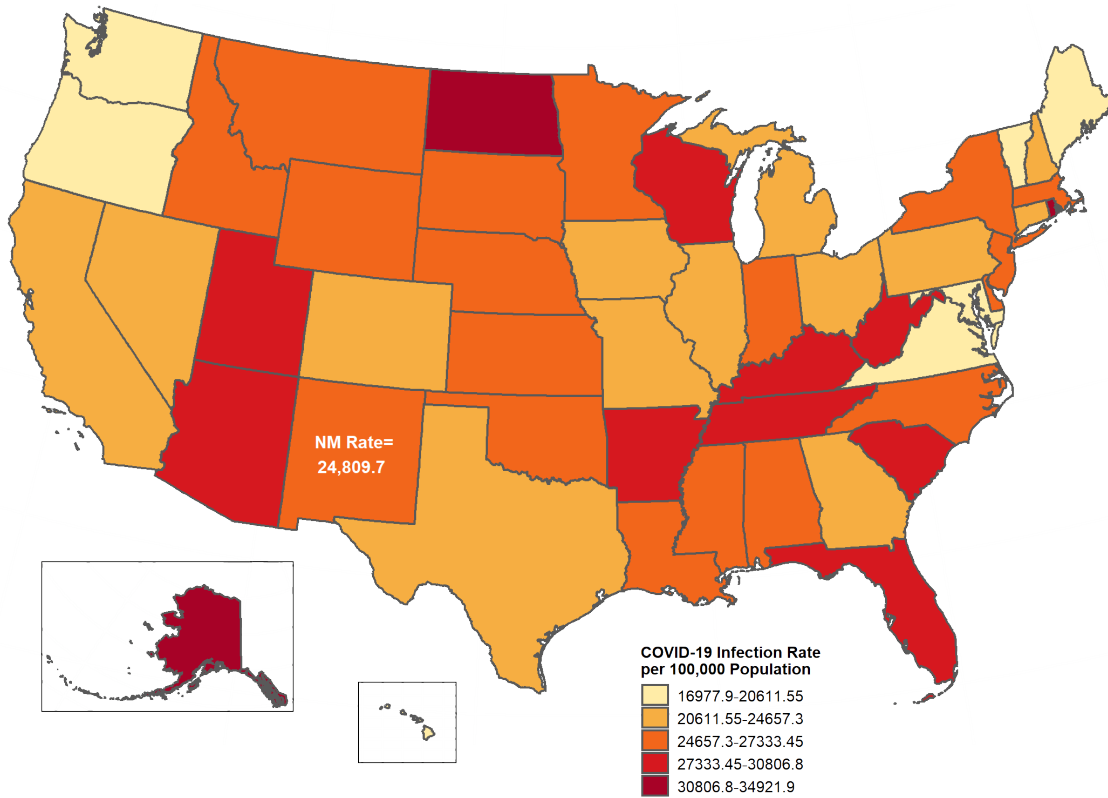 NM Rate=
24,809.7
COVID-19 Infection Rate
per 100,000 Population
16977.9-20611.55
20611.55-24657.3
24657.3-27333.45
27333.45-30806.8
30806.8-34921.9